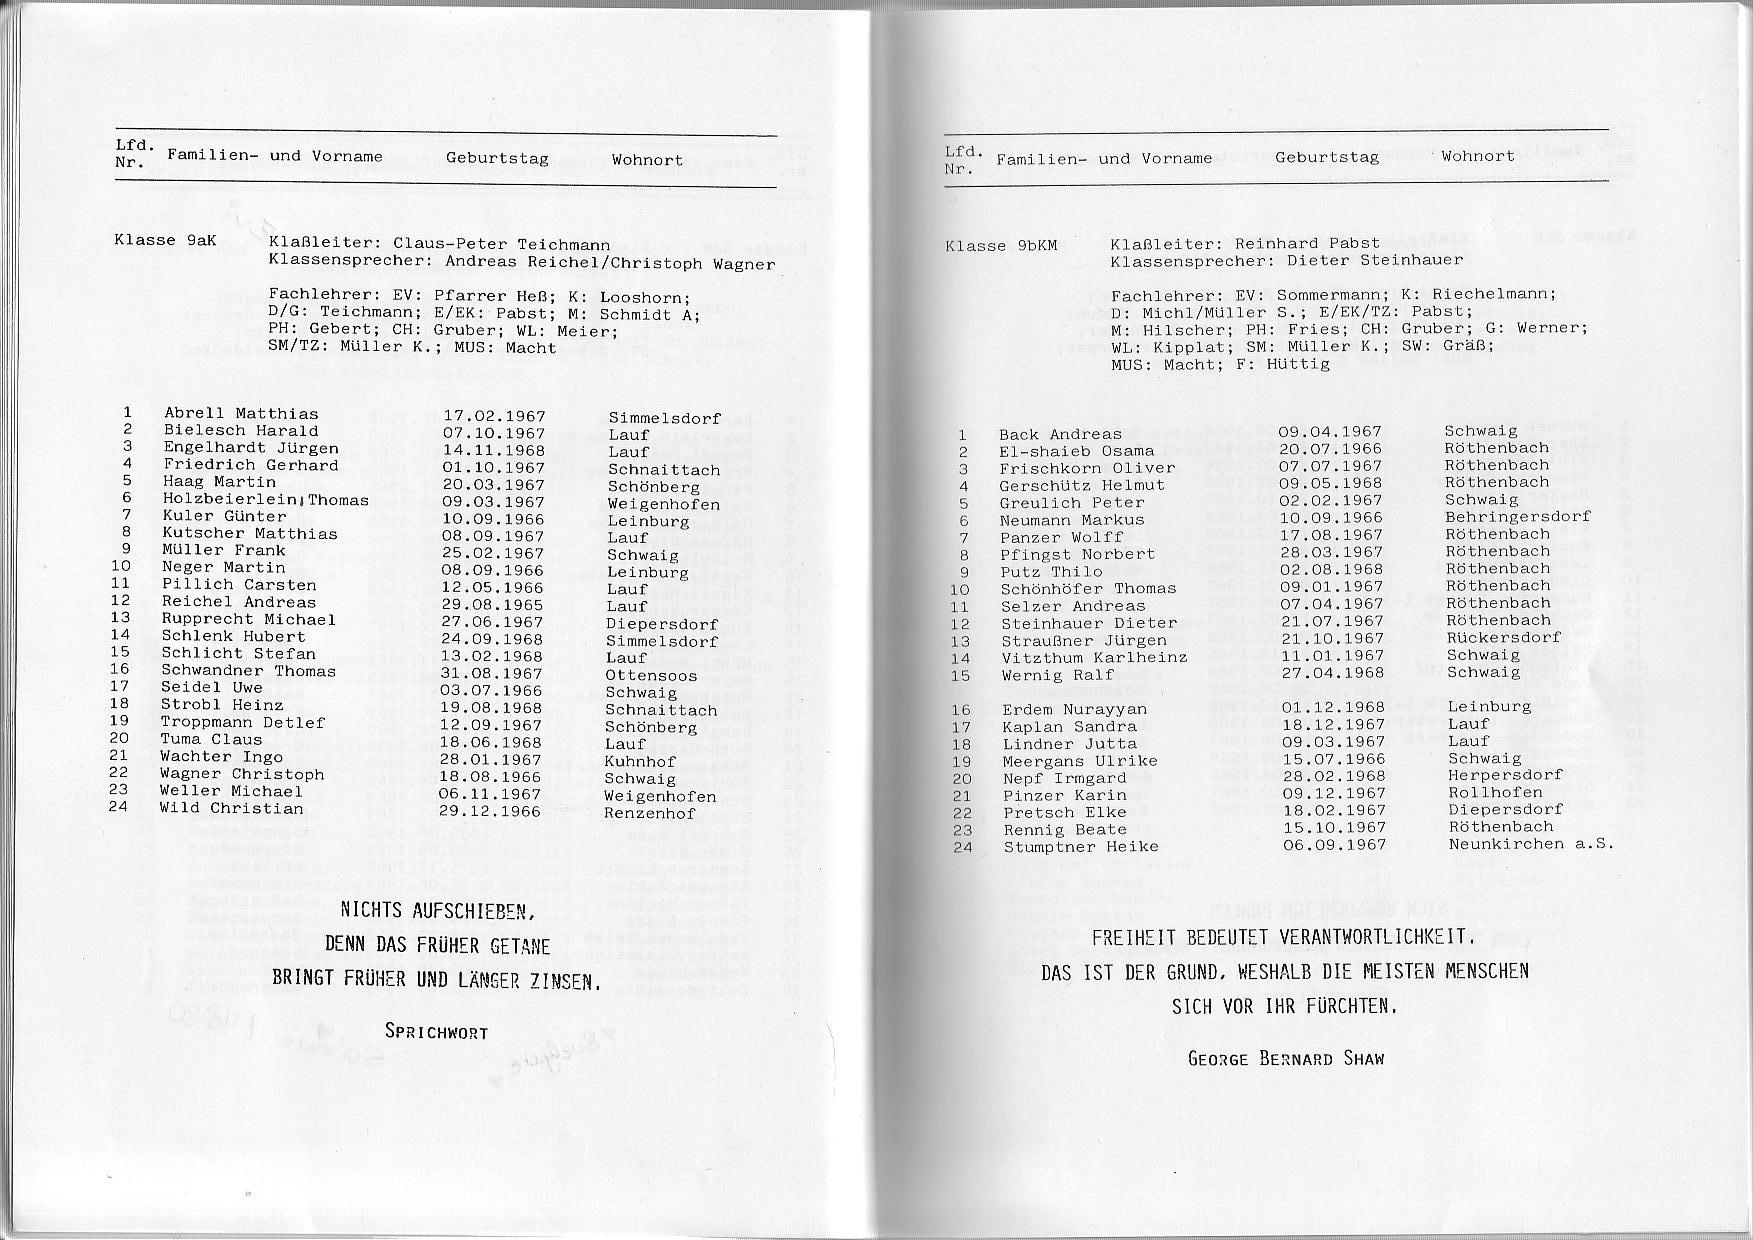 Lfd.
Nr. Familien- und Vorname Geburtstag Wohnort
Klasse 9aK Klaßleiter: Claus-Peter Teichmann
Klassensprecher: Andreas Reichel/Christoph Wagner
Fachlehrer: EV: Pfarrer Heß; K: Looshorn;
D/G: Teichmann; E/EK: Pabst; M: Schmidt A;
PH: Gebert; CH: Gruber; WL: Meier;
SM/TZ: Müller K.; MUS: Macht
1 Abrell Matthias 17.02.1967 Simmelsdorf
2 Bielesch Harald 07.10.1967 Lauf
3 Engelhardt Jürgen 14.11.1968 Lauf
4 Friedrich Gerhard 01.10.1967 Schnaittach
5 Haag Martin 20.03.1967 Schönberg
6 Holzbeierlein Thomas 09.03.1967 Weigenhofen
7 Kuler Günter 10.09.1966 Leinburg
8 Kutscher Matthias 08.09.1967 Lauf
9 Müller Frank 25.02.1967 Schwaig
10 Neger Martin 08.09.1966 Leinburg
11 Pillich Carsten 12.05.1966 Lauf
12 Reichel Andreas 29.08.1965 Lauf
13 Rupprecht Michael 27.06.1967 Diepersdorf
14 Schlenk Hubert 24.09.1968 Simmelsdorf
15 Schlicht Stefan 13.02.1968 Lauf
16 Schwandner Thomas 31.08.1967 Ottensoos
17 Seidel Uwe 03.07.1966 Schwaig
18 Strobl Heinz 19.08.1968 Schnaittach
19 Troppmann Detlef 12.09.1967 Schönberg
20 Tuma Claus 18.06.1968 Lauf
21 Wachter Ingo 28.01.1967 Kuhnhof
22 Wagner Christoph 18.08.1966 Schwaig
23 Weller Michael 06.11.1967 Weigenhofen
24 Wild Christian 29.12.1966 Renzenhof
NICHTS AUFSCHIEBEN,
DENN DAS FRÜHER GETANE
BRINGT FRÜHER UND LÄNGER ZINSEN.
SPRICHWORT
Lfd.
Nr. Familien- und Vorname Geburtstag Wohnort
Klasse 9bKM Klaßleiter: Reinhard Pabst
Klassensprecher: Dieter Steinhauer
Fachlehrer: EV: Sommermann; K: Riechelmann;
D: Michl/Müller S.; E/EK/TZ: Pabst;
M: Hilscher; PH: Fries; CH: Gruber; G: Werner;
WL: Kipplat; SM: Müller K.; SW: Gräß;
MUS: Macht; F: Hüttig
1 Back Andreas 09.04.1967 Schwaig
2 El-shaieb Osama 20.07.1966 Röthenbach
3 Frischkorn Oliver 07.07.1967 Röthenbach
4 Gerschütz Helmut 09.05.1968 Röthenbach
5 Greulich Peter 02.02.1967 Schwaig
6 Neumann Markus 10.09.1966 Behringersdorf
7 Panzer Wolff 17.08.1967 Röthenbach
8 Pfingst Norbert 28.03.1967 Röthenbach
9 Putz Thilo 02.08.1968 Röthenbach
10 Schönhöfer Thomas 09.01.1967 Röthenbach
11 Selzer Andreas 07.04.1967 Röthenbach
12 Steinhauer Dieter 21.07.1967 Röthenbach
13 Straußner Jürgen 21.10.1967 Rückersdorf
14 Vitzthum Karlheinz 11.01.1967 Schwaig
15 Wernig Ralf 27.04.1968 Schwaig
16 Erdem Nurayyan 01.12.1968 Leinburg
17 Kaplan Sandra 18.12.1967 Lauf
18 Lindner Jutta 09.03.1967 Lauf
19 Meergans Ulrike 15.07.1966 Schwaig
20 Nepf Irmgard 28.02.1968 Herpersdorf
21 Pinzer Karin 09.12.1967 Rollhofen
22 Pretsch Elke 18.02.1967 Diepersdorf
23 Rennig Beate 15.10.1967 Röthenbach
24 Stumptner Heike 06.09.1967 Neunkirchen a.S.
FREIHEIT BEDEUTET VERANTWORTLICHKEIT.
DAS IST DER GRUND, WESHALB DIE MEISTEN MENSCHEN
SICH VOR IHR FÜRCHTEN.
GEORGE BERNARD SHAW